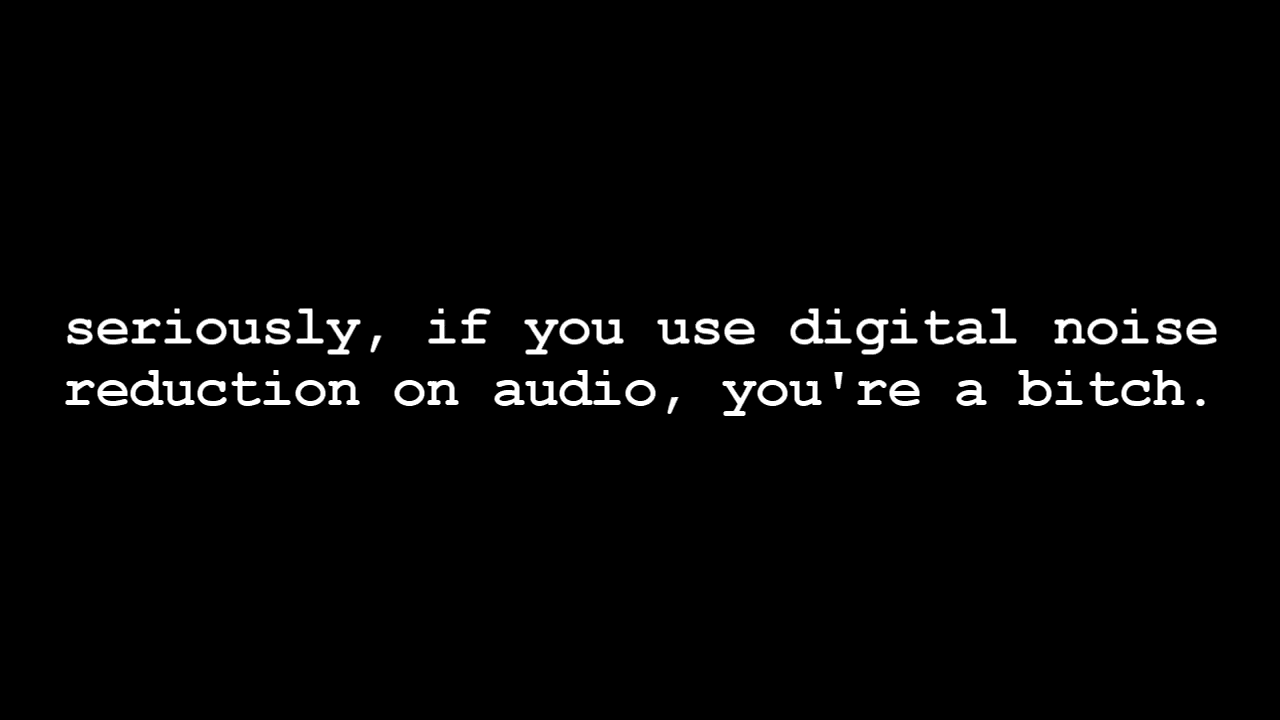 seriously, if you use digital noise
reduction on audio, you're a bitch.